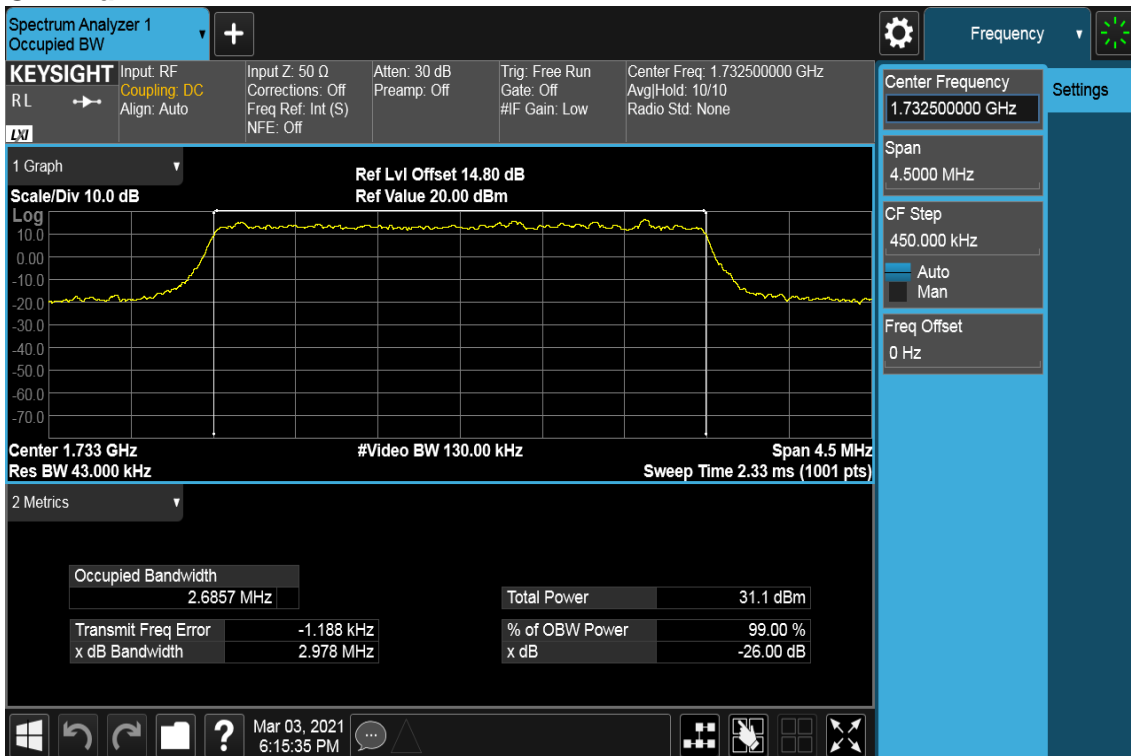 Spectrum Analyzer 1
Occupied BW
+
Frequency
KEYSIGHT
RL
LXI
Input: RF
Coupling: DC
Align: Auto
Input Z: 50 Ω
Corrections: Off
Freq Ref: Int (S)
NFE: Off
Atten: 30 dB
Preamp: Off
Trig: Free Run
Gate: Off
#IF Gain: Low
Center Freq: 1.732500000 GHz
Avg|Hold: 10/10
Radio Std: None
Center Frequency
1.732500000 GHz
Settings
Span
4.5000 MHz
CF Step
450.000 kHz
Auto
Man
Freq Offset
0 Hz
1 Graph
Scale/Div 10.0 dB
Ref Lvl Offset 14.80 dB
Ref Value 20.00 dBm
Log
10.0
0.00
-10.0
-20.0
-30.0
-40.0
-50.0
-60.0
-70.0
Center 1.733 GHz
#Video BW 130.00 kHz
Span 4.5 MHz
Res BW 43.000 kHz
Sweep Time 2.33 ms (1001 pts)
2 Metrics
Occupied Bandwidth
2.6857 MHz
Total Power 31.1 dBm
Transmit Freq Error -1.188 kHz
% of OBW Power 99.00 %
x dB Bandwidth 2.978 MHz
x dB -26.00 dB
?
Mar 03, 2021
6:15:35 PM